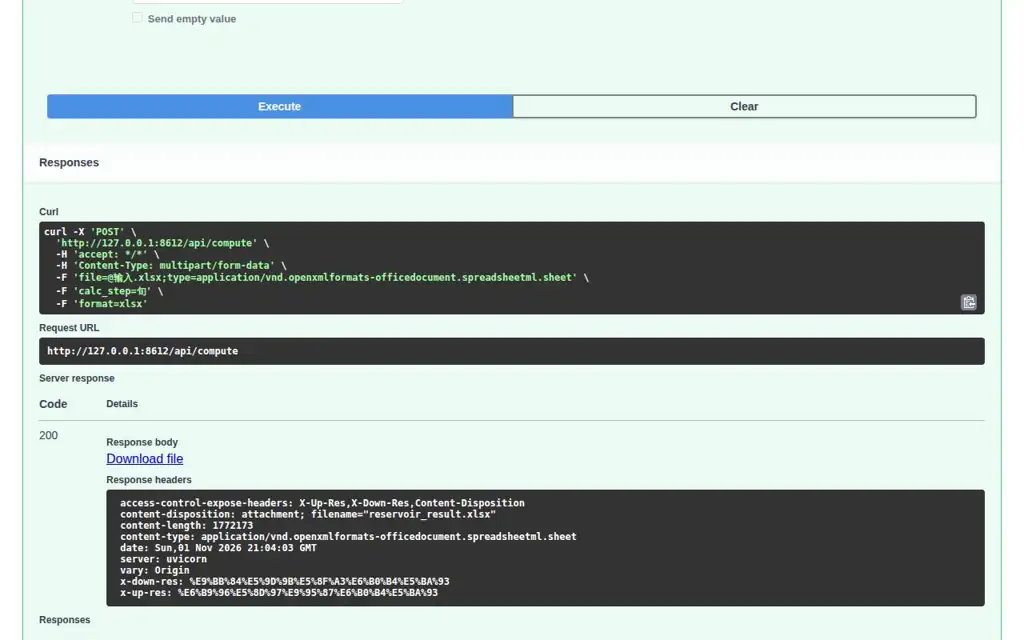 Send empty value
Execute
Clear
Responses
Curl
curl -X 'POST' \
'http://127.0.0.1:8612/api/compute' \
-H 'accept: */*' \
-H 'Content-Type: multipart/form-data' \
-F 'file=@输入.xlsx;type=application/vnd.openxmlformats-officedocument.spreadsheetml.sheet' \
-F 'calc_step=旬' \
-F 'format=xlsx'
Request URL
http://127.0.0.1:8612/api/compute
Server response
Code
Details
200
Response body
Download file
Response headers
access-control-expose-headers: X-Up-Res,X-Down-Res,Content-Disposition
content-disposition: attachment; filename="reservoir_result.xlsx"
content-length: 1772173
content-type: application/vnd.openxmlformats-officedocument.spreadsheetml.sheet
date: Sun,01 Nov 2026 21:04:03 GMT
server: uvicorn
vary: Origin
x-down-res: %E9%BB%84%E5%9D%9B%E5%8F%A3%E6%B0%B4%E5%BA%93
x-up-res: %E6%B9%96%E5%8D%97%E9%95%87%E6%B0%B4%E5%BA%93
Responses